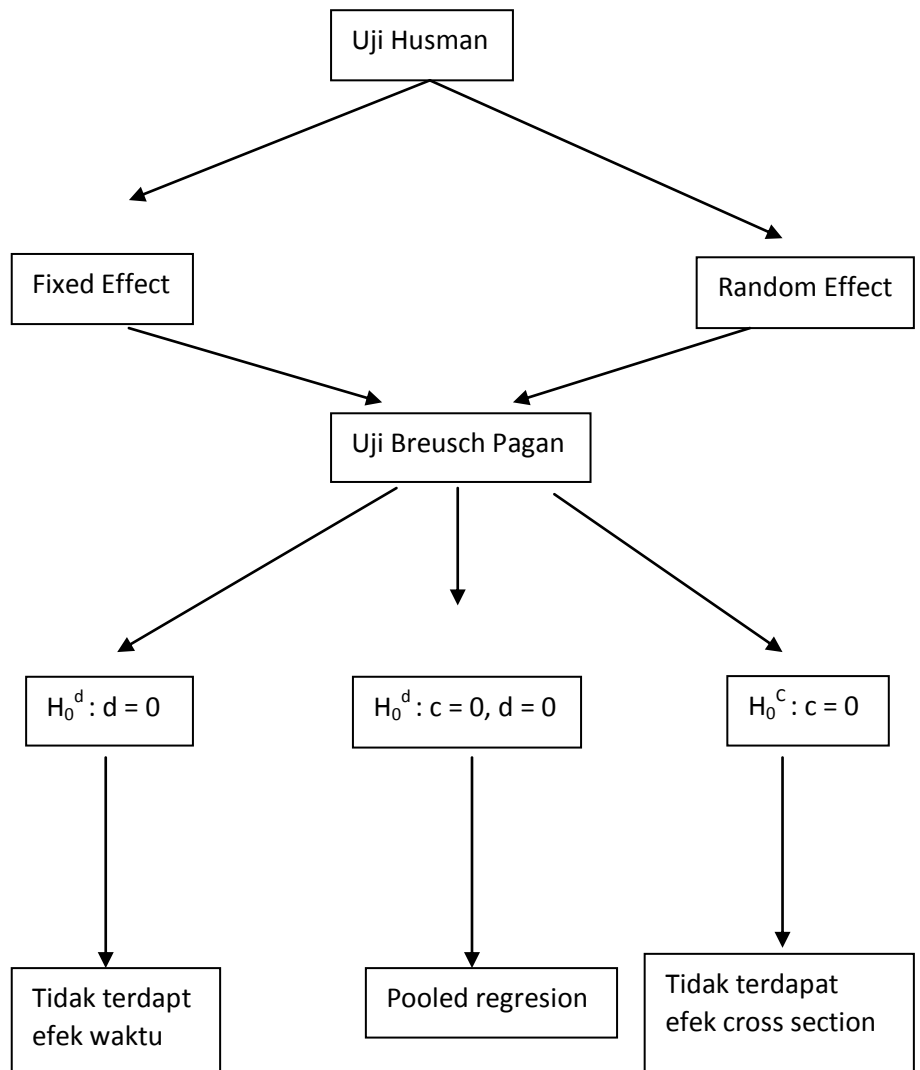 Uji Husman
Fixed Effect
Random Effect
Uji Breusch Pagan
H₀ᵈ : d = 0
H₀ᵈ : c = 0, d = 0
H₀ᶜ : c = 0
Tidak terdapt
efek waktu
Pooled regresion
Tidak terdapat
efek cross section